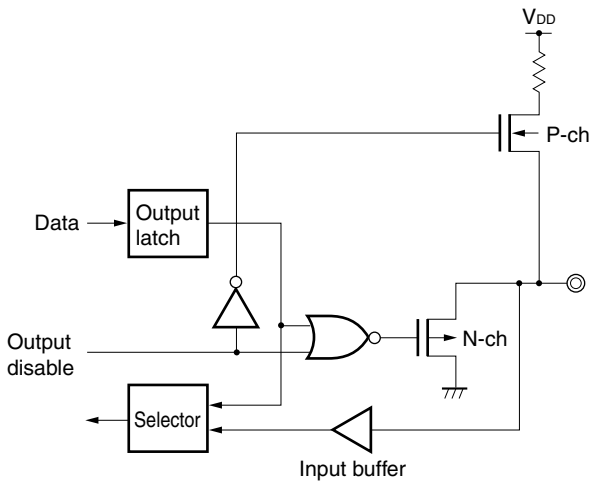 VDD
P-ch
Data
Output
latch
N-ch
Output
disable
Selector
Input buffer